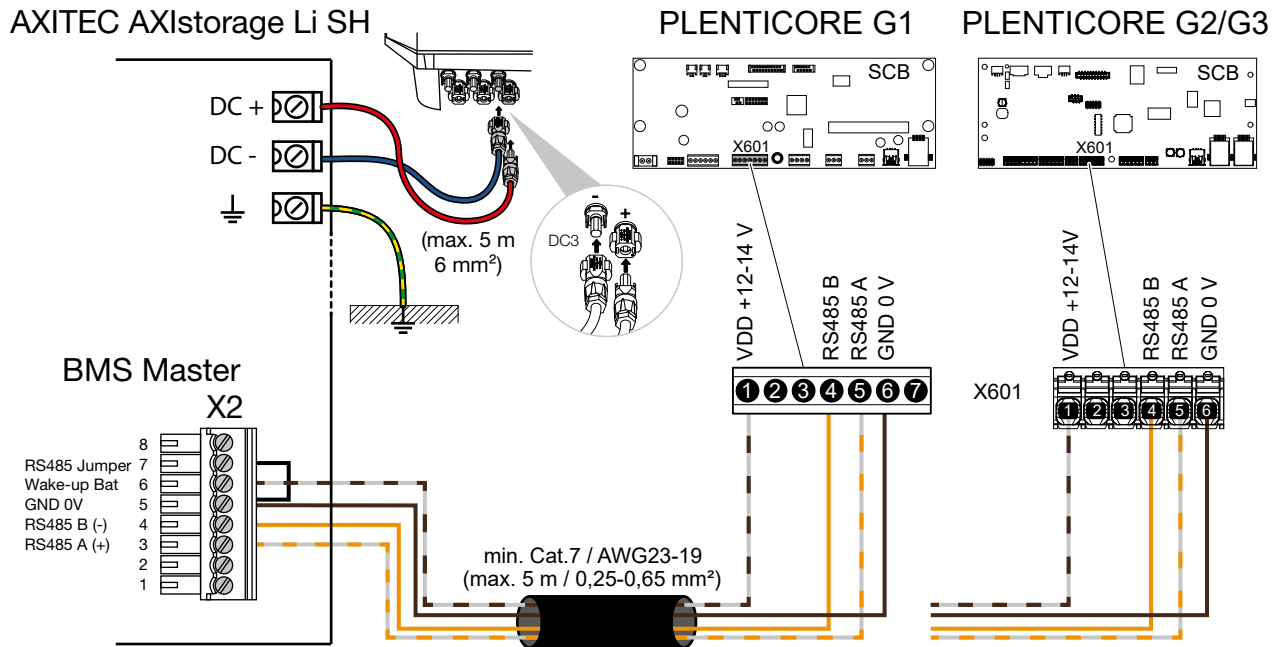 AXITEC AXIstorage Li SH
PLENTICORE G1
PLENTICORE G2/G3
DC +
DC -
(max. 5 m
6 mm²)
DC3
-
+
SCB
X601
SCB
X601
VDD +12-14 V
RS485 B
RS485 A
GND 0 V
1 2 3 4 5 6 7
X601
VDD +12-14V
RS485 B
RS485 A
GND 0 V
1 2 3 4 5 6
BMS Master
X2
8
RS485 Jumper 7
Wake-up Bat 6
GND 0V 5
RS485 B (-) 4
RS485 A (+) 3
2
1
min. Cat.7 / AWG23-19
(max. 5 m / 0,25-0,65 mm²)